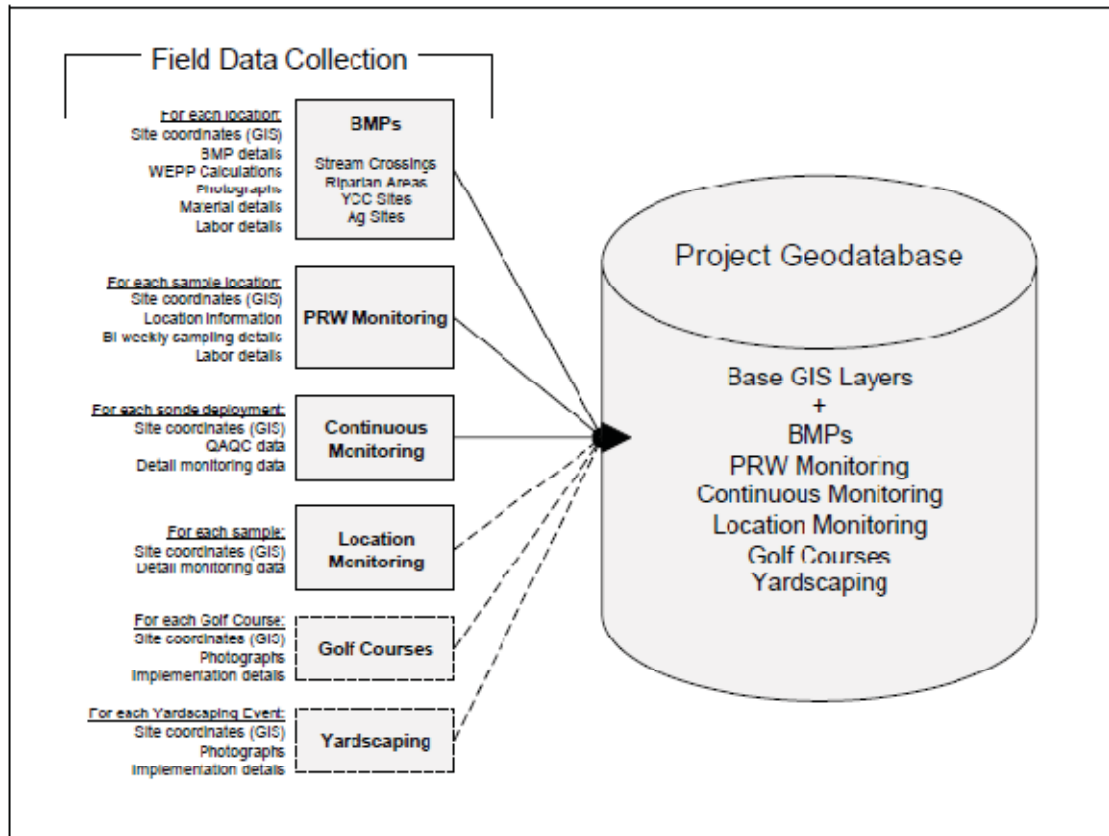 Field Data Collection
For each location:
Site coordinates (GIS)
BMP details
WEPP Calculations
Photographs
Material details
Labor details
BMPs
Stream Crossings
Riparian Areas
YCC Sites
Ag Sites
For each sample location:
Site coordinates (GIS)
Location Information
Bi weekly sampling details
Labor details
PRW Monitoring
For each sonde deployment:
Site coordinates (GIS)
QAQC data
Detail monitoring data
Continuous
Monitoring
For each sample:
Site coordinates (GIS)
Detail monitoring data
Location
Monitoring
For each Golf Course:
Site coordinates (GIS)
Photographs
Implementation details
Golf Courses
For each Yardscaping Event:
Site coordinates (GIS)
Photographs
Implementation details
Yardscaping
Project Geodatabase
Base GIS Layers
+
BMPs
PRW Monitoring
Continuous Monitoring
Location Monitoring
Golf Courses
Yardscaping